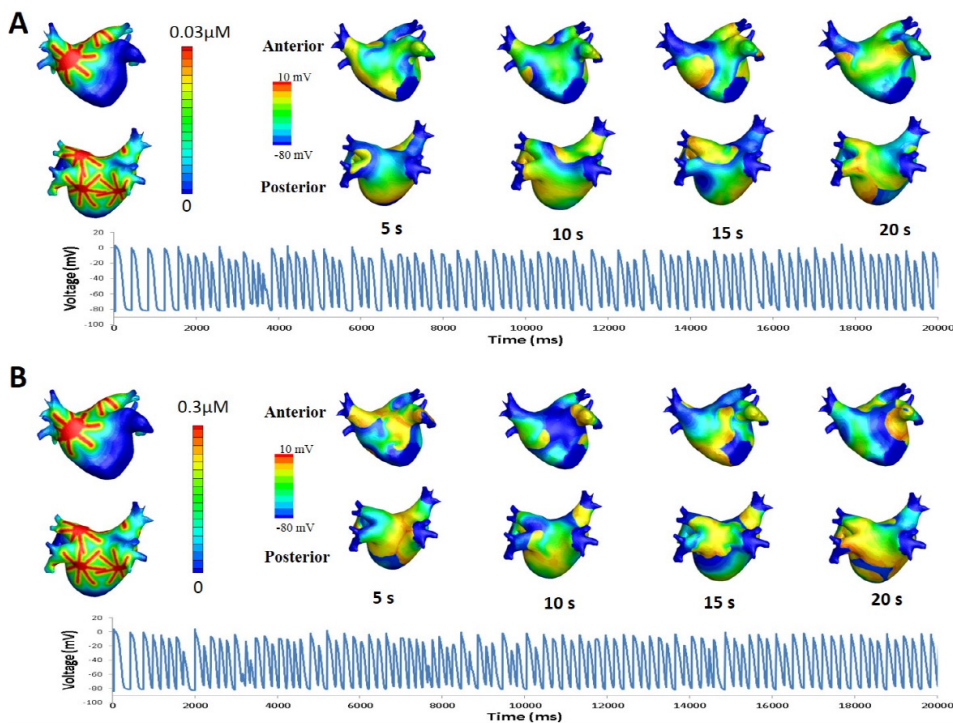 A
0.03µM
0
Anterior
10 mV
-80 mV
Posterior
5 s
10 s
15 s
20 s
Voltage (mV)
20
0
-20
-40
-60
-80
-100
0
2000
4000
6000
8000
10000
12000
14000
16000
18000
20000
Time (ms)
B
0.3µM
0
Anterior
10 mV
-80 mV
Posterior
5 s
10 s
15 s
20 s
Voltage (mV)
20
0
-20
-40
-60
-80
-100
0
2000
4000
6000
8000
10000
12000
14000
16000
18000
20000
Time (ms)